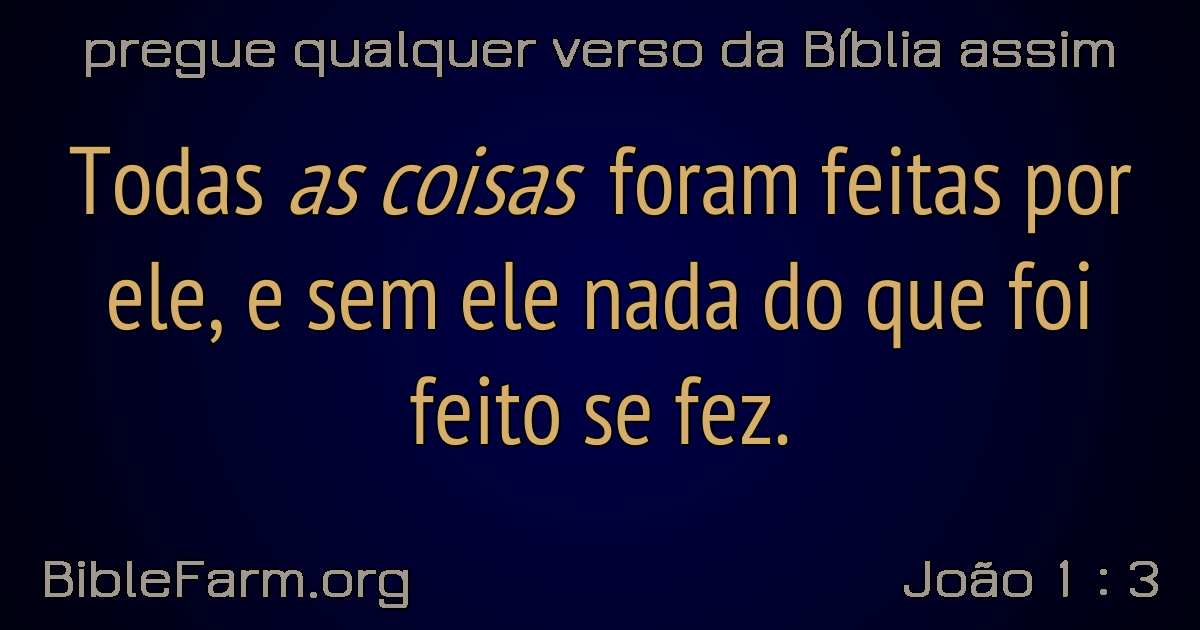 pregue qualquer verso da Bíblia assim
Todas as coisas foram feitas por
ele, e sem ele nada do que foi
feito se fez.
BibleFarm.org
João 1 : 3